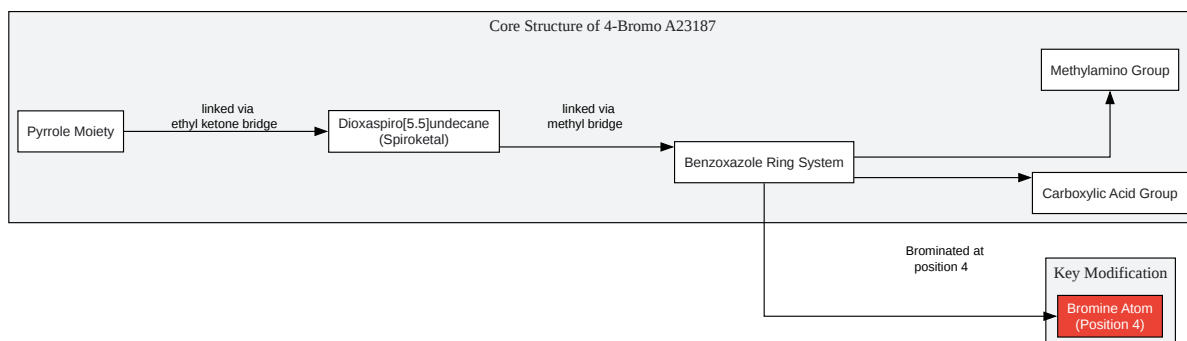 Core Structure of 4-Bromo A23187
Methylamino Group
linked via
ethyl ketone bridge
linked via
methyl bridge
Pyrrole Moiety
Dioxaspiro[5.5]undecane
(Spiroketal)
Benzoxazole Ring System
Carboxylic Acid Group
Brominated at
position 4
Key Modification
Bromine Atom
(Position 4)